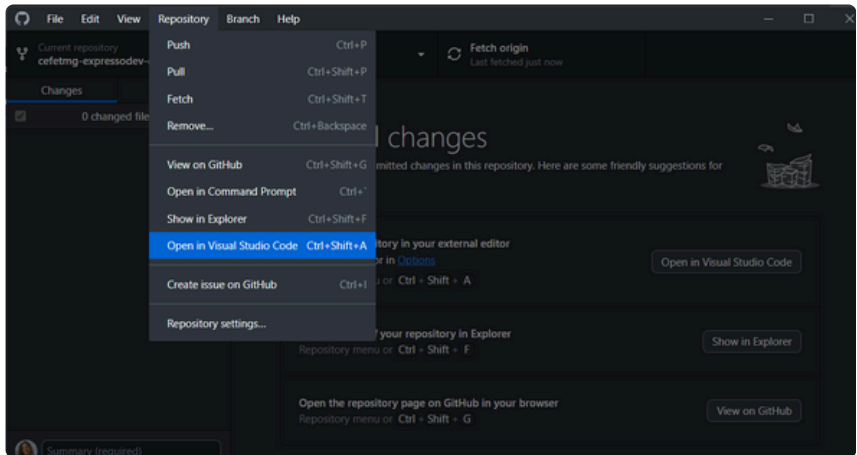 File Edit View Repository Branch Help
Current repository
cefetmg-expressodev-
Fetch origin
Last fetched just now
Changes
0 changed file
Push Ctrl+P
Pull Ctrl+Shift+P
Fetch Ctrl+Shift+T
Remove... Ctrl+Backspace
View on GitHub Ctrl+Shift+G
Open in Command Prompt Ctrl+`
Show in Explorer Ctrl+Shift+F
Open in Visual Studio Code Ctrl+Shift+A
Create issue on GitHub Ctrl+I
Repository settings...
changes
mitted changes in this repository. Here are some friendly suggestions for
itory in your external editor
or in Options
or Ctrl + Shift + A
Open in Visual Studio Code
your repository in Explorer
Repository menu or Ctrl + Shift + F
Show in Explorer
Open the repository page on GitHub in your browser
Repository menu or Ctrl + Shift + G
View on GitHub
Summary (required)